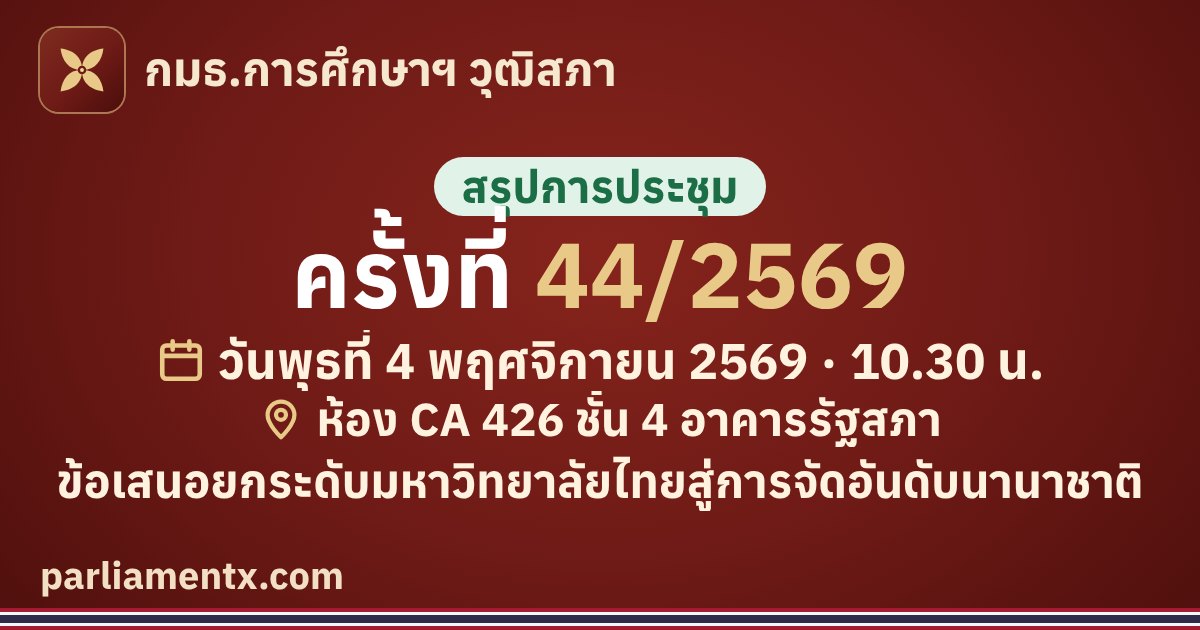 กมธ.การศึกษาฯ วุฒิสภา
สรุปการประชุม
ครั้งที่ 44/2569
วันพุธที่ 4 พฤศจิกายน 2569 · 10.30 น.
ห้อง CA 426 ชั้น 4 อาคารรัฐสภา
ข้อเสนอยกระดับมหาวิทยาลัยไทยสู่การจัดอันดับนานาชาติ
parliamentx.com